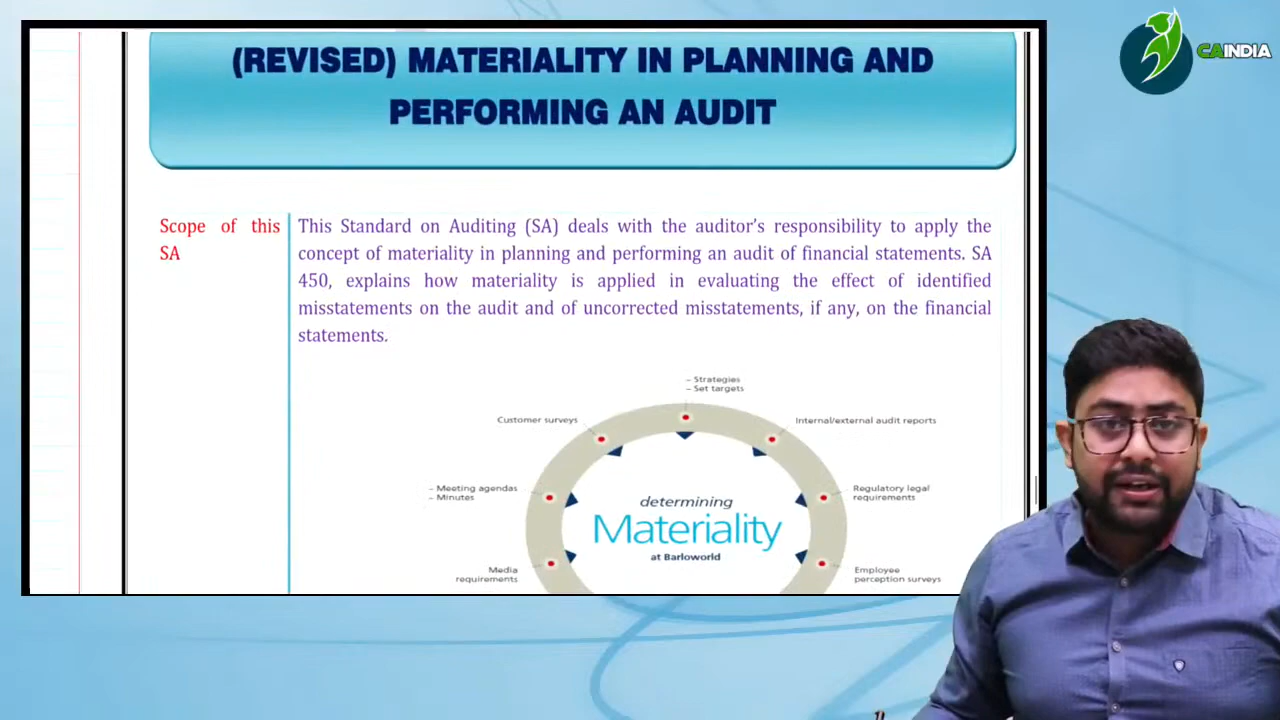 (REVISED) MATERIALITY IN PLANNING AND
PERFORMING AN AUDIT
CAINDIA
Scope of this
SA
This Standard on Auditing (SA) deals with the auditor’s responsibility to apply the
concept of materiality in planning and performing an audit of financial statements. SA
450, explains how materiality is applied in evaluating the effect of identified
misstatements on the audit and of uncorrected misstatements, if any, on the financial
statements.
– Strategies
– Set targets
Customer surveys
Internal/external audit reports
– Meeting agendas
– Minutes
Regulatory legal
requirements
determining
Materiality
at Barloworld
Media
requirements
Employee
perception surveys